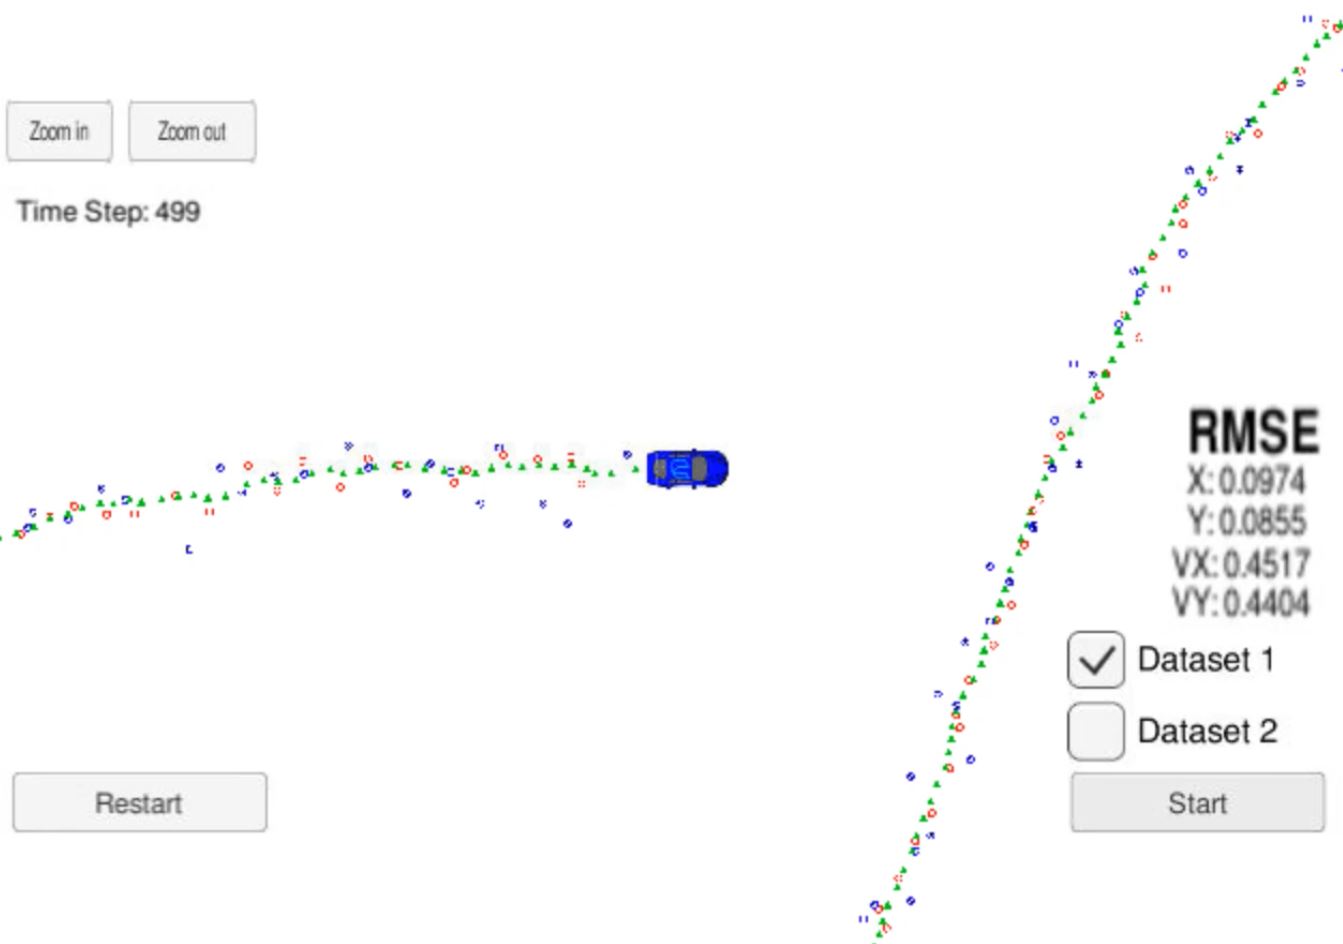 Zoom in
Zoom out
Time Step: 499
RMSE
X: 0.0974
Y: 0.0855
VX: 0.4517
VY: 0.4404
Dataset 1
Dataset 2
Restart
Start